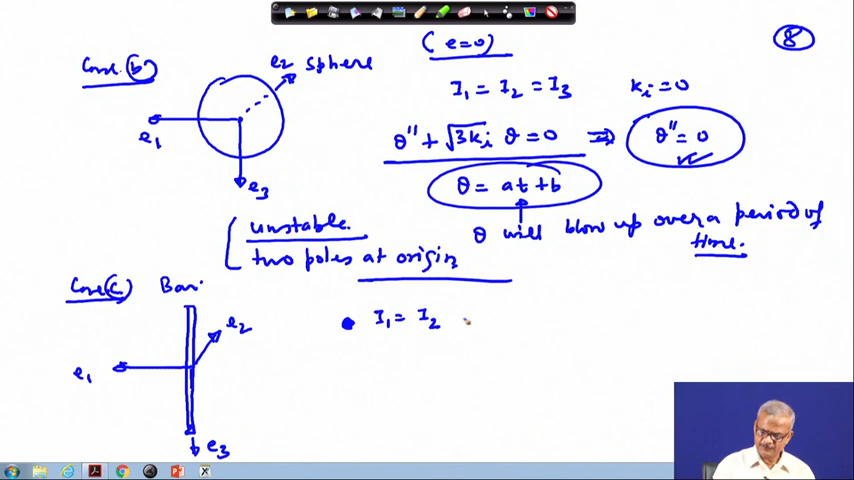 (e=0)
8
Case (b)
e2 Sphere
I1 = I2 = I3 ki=0
e1
θ'' + √3ki θ = 0 ⇒ θ'' = 0
e3
θ = at + b
unstable
two poles at origin
θ will blow up over a period of
time.
Case (c) Bar
e2
I1 = I2
e1
e3